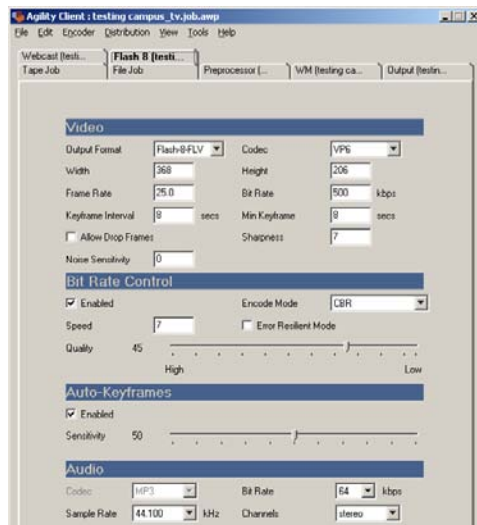 Agility Client : testing campus_tv.job.awp
File Edit Encoder Distribution View Tools Help
Webcast (testi... Flash 8 (testi...
Tape Job File Job Preprocessor (... WM (testing ca... Output (testin...
Video
Output Format Flash-8-FLV Codec VP6
Width 368 Height 206
Frame Rate 25.0 Bit Rate 500 kbps
Keyframe Interval 8 secs Min Keyframe 8 secs
Allow Drop Frames Sharpness 7
Noise Sensitivity 0
Bit Rate Control
Enabled Encode Mode CBR
Speed 7 Error Resilient Mode
Quality 45
High Low
Auto-Keyframes
Enabled
Sensitivity 50
Audio
Codec MP3 Bit Rate 64 kbps
Sample Rate 44.100 kHz Channels stereo